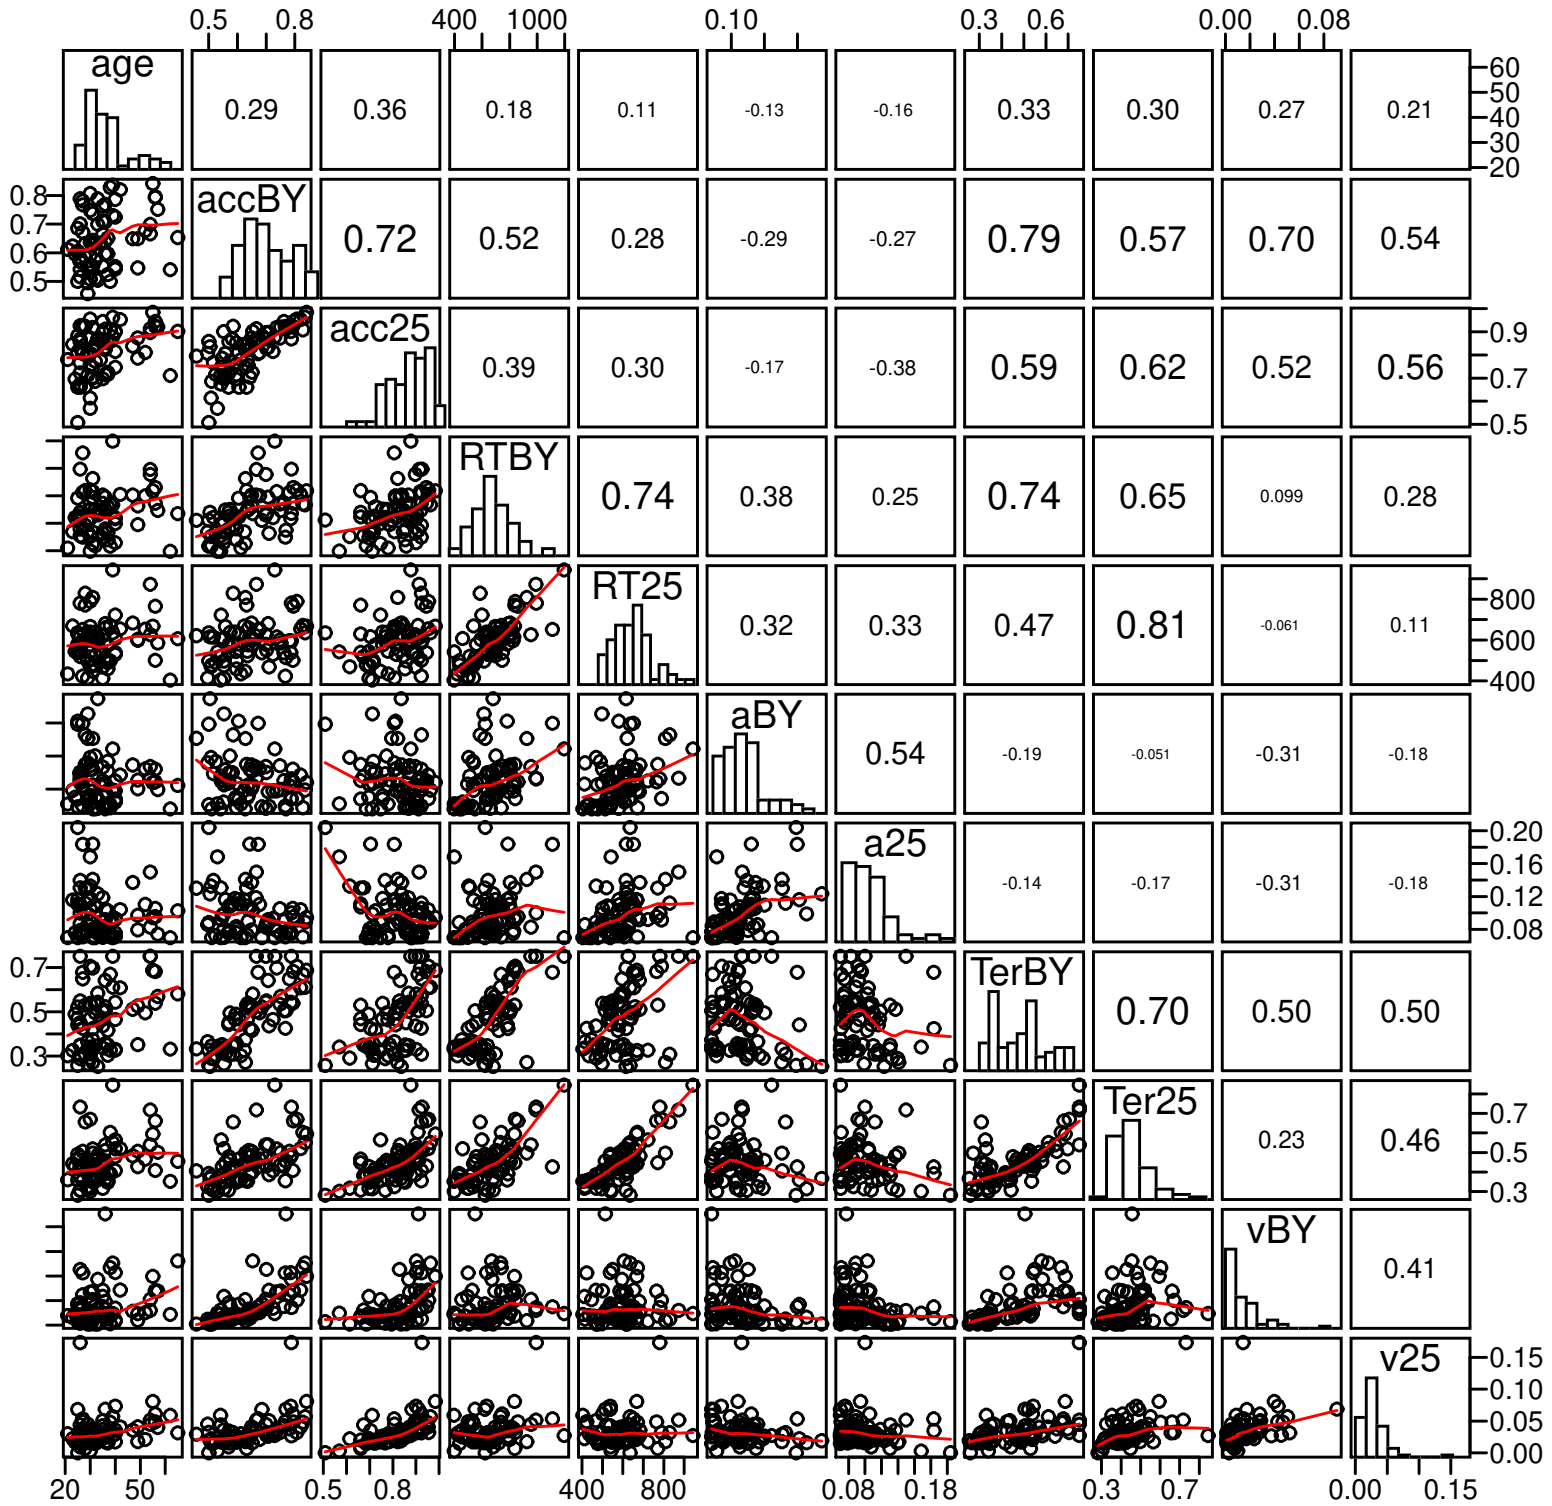 0.5 0.8 400 1000 0.10 0.3 0.6 0.00 0.08
age 0.29 0.36 0.18 0.11 -0.13 -0.16 0.33 0.30 0.27 0.21 60 50 40 30 20
0.8 0.7 0.6 0.5 accBY 0.72 0.52 0.28 -0.29 -0.27 0.79 0.57 0.70 0.54
acc25 0.39 0.30 -0.17 -0.38 0.59 0.62 0.52 0.56 0.9 0.7 0.5
RTBY 0.74 0.38 0.25 0.74 0.65 0.099 0.28
RT25 0.32 0.33 0.47 0.81 -0.061 0.11 800 600 400
aBY 0.54 -0.19 -0.051 -0.31 -0.18
a25 -0.14 -0.17 -0.31 -0.18 0.20 0.16 0.12 0.08
0.7 0.5 0.3 TerBY 0.70 0.50 0.50
Ter25 0.23 0.46 0.7 0.5 0.3
vBY 0.41
v25 0.15 0.10 0.05 0.00
20 50 0.5 0.8 400 800 0.08 0.18 0.3 0.7 0.00 0.15